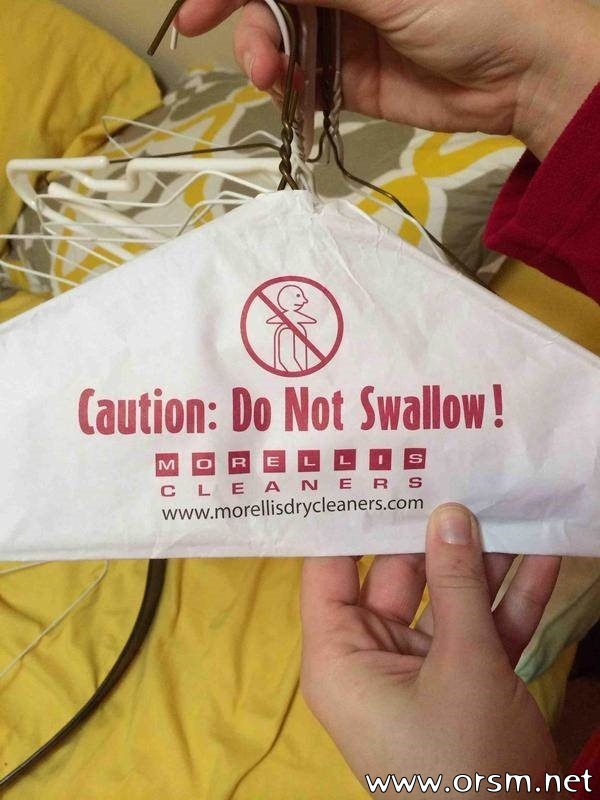 Caution: Do Not Swallow!
MORELLIS
CLEANERS
www.morellisdrycleaners.com
www.orsm.net